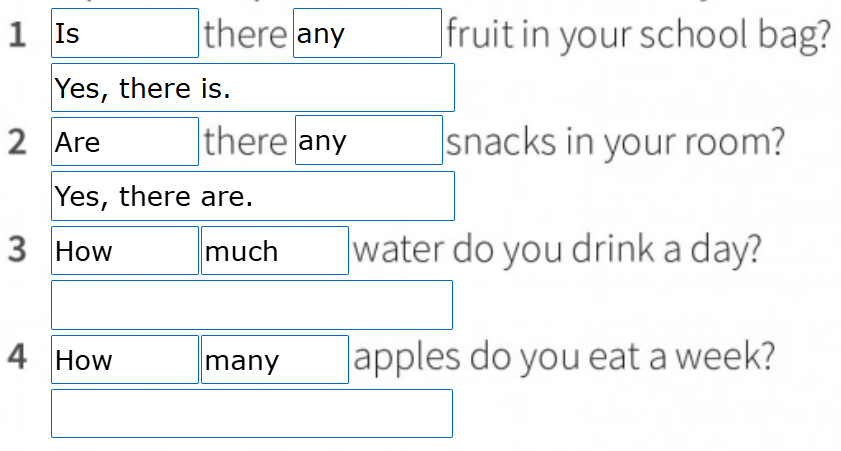 1 Is there any fruit in your school bag?
Yes, there is.
2 Are there any snacks in your room?
Yes, there are.
3 How much water do you drink a day?
4 How many apples do you eat a week?